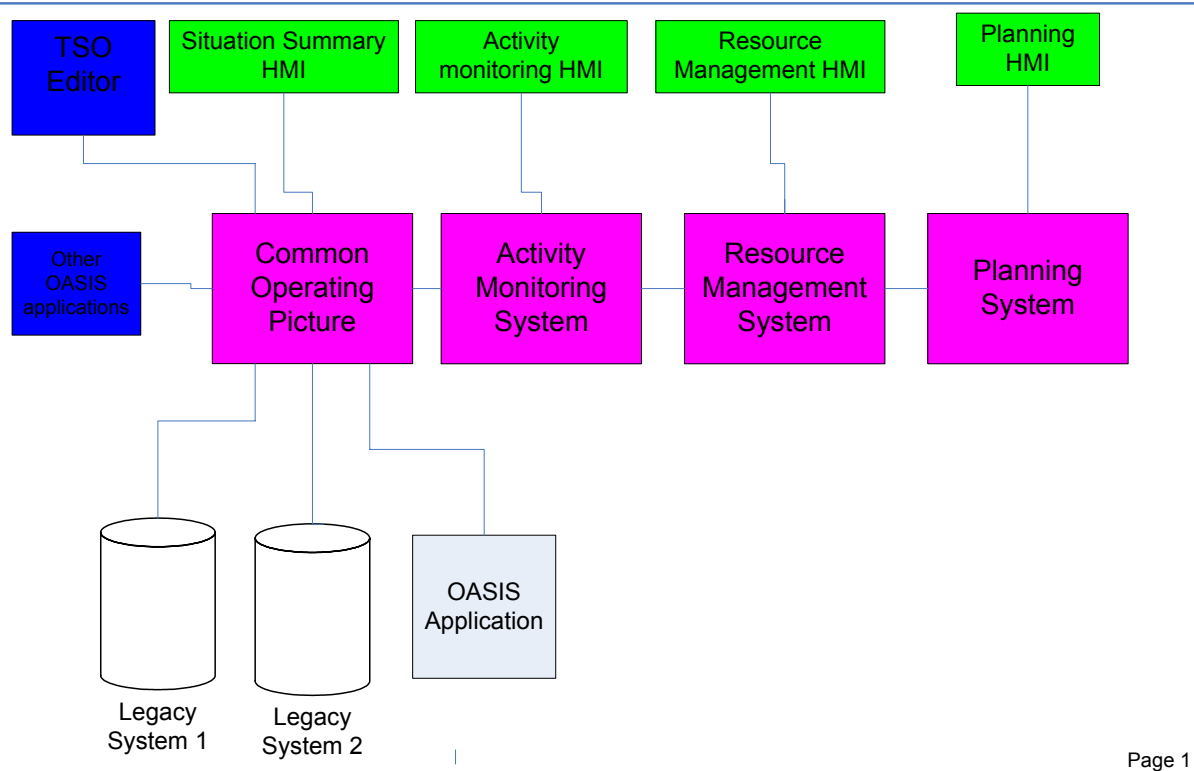 TSO
Editor
Situation Summary
HMI
Activity
monitoring HMI
Resource
Management HMI
Planning
HMI
Other
OASIS
applications
Common
Operating
Picture
Activity
Monitoring
System
Resource
Management
System
Planning
System
OASIS
Application
Legacy
System 1
Legacy
System 2
Page 1